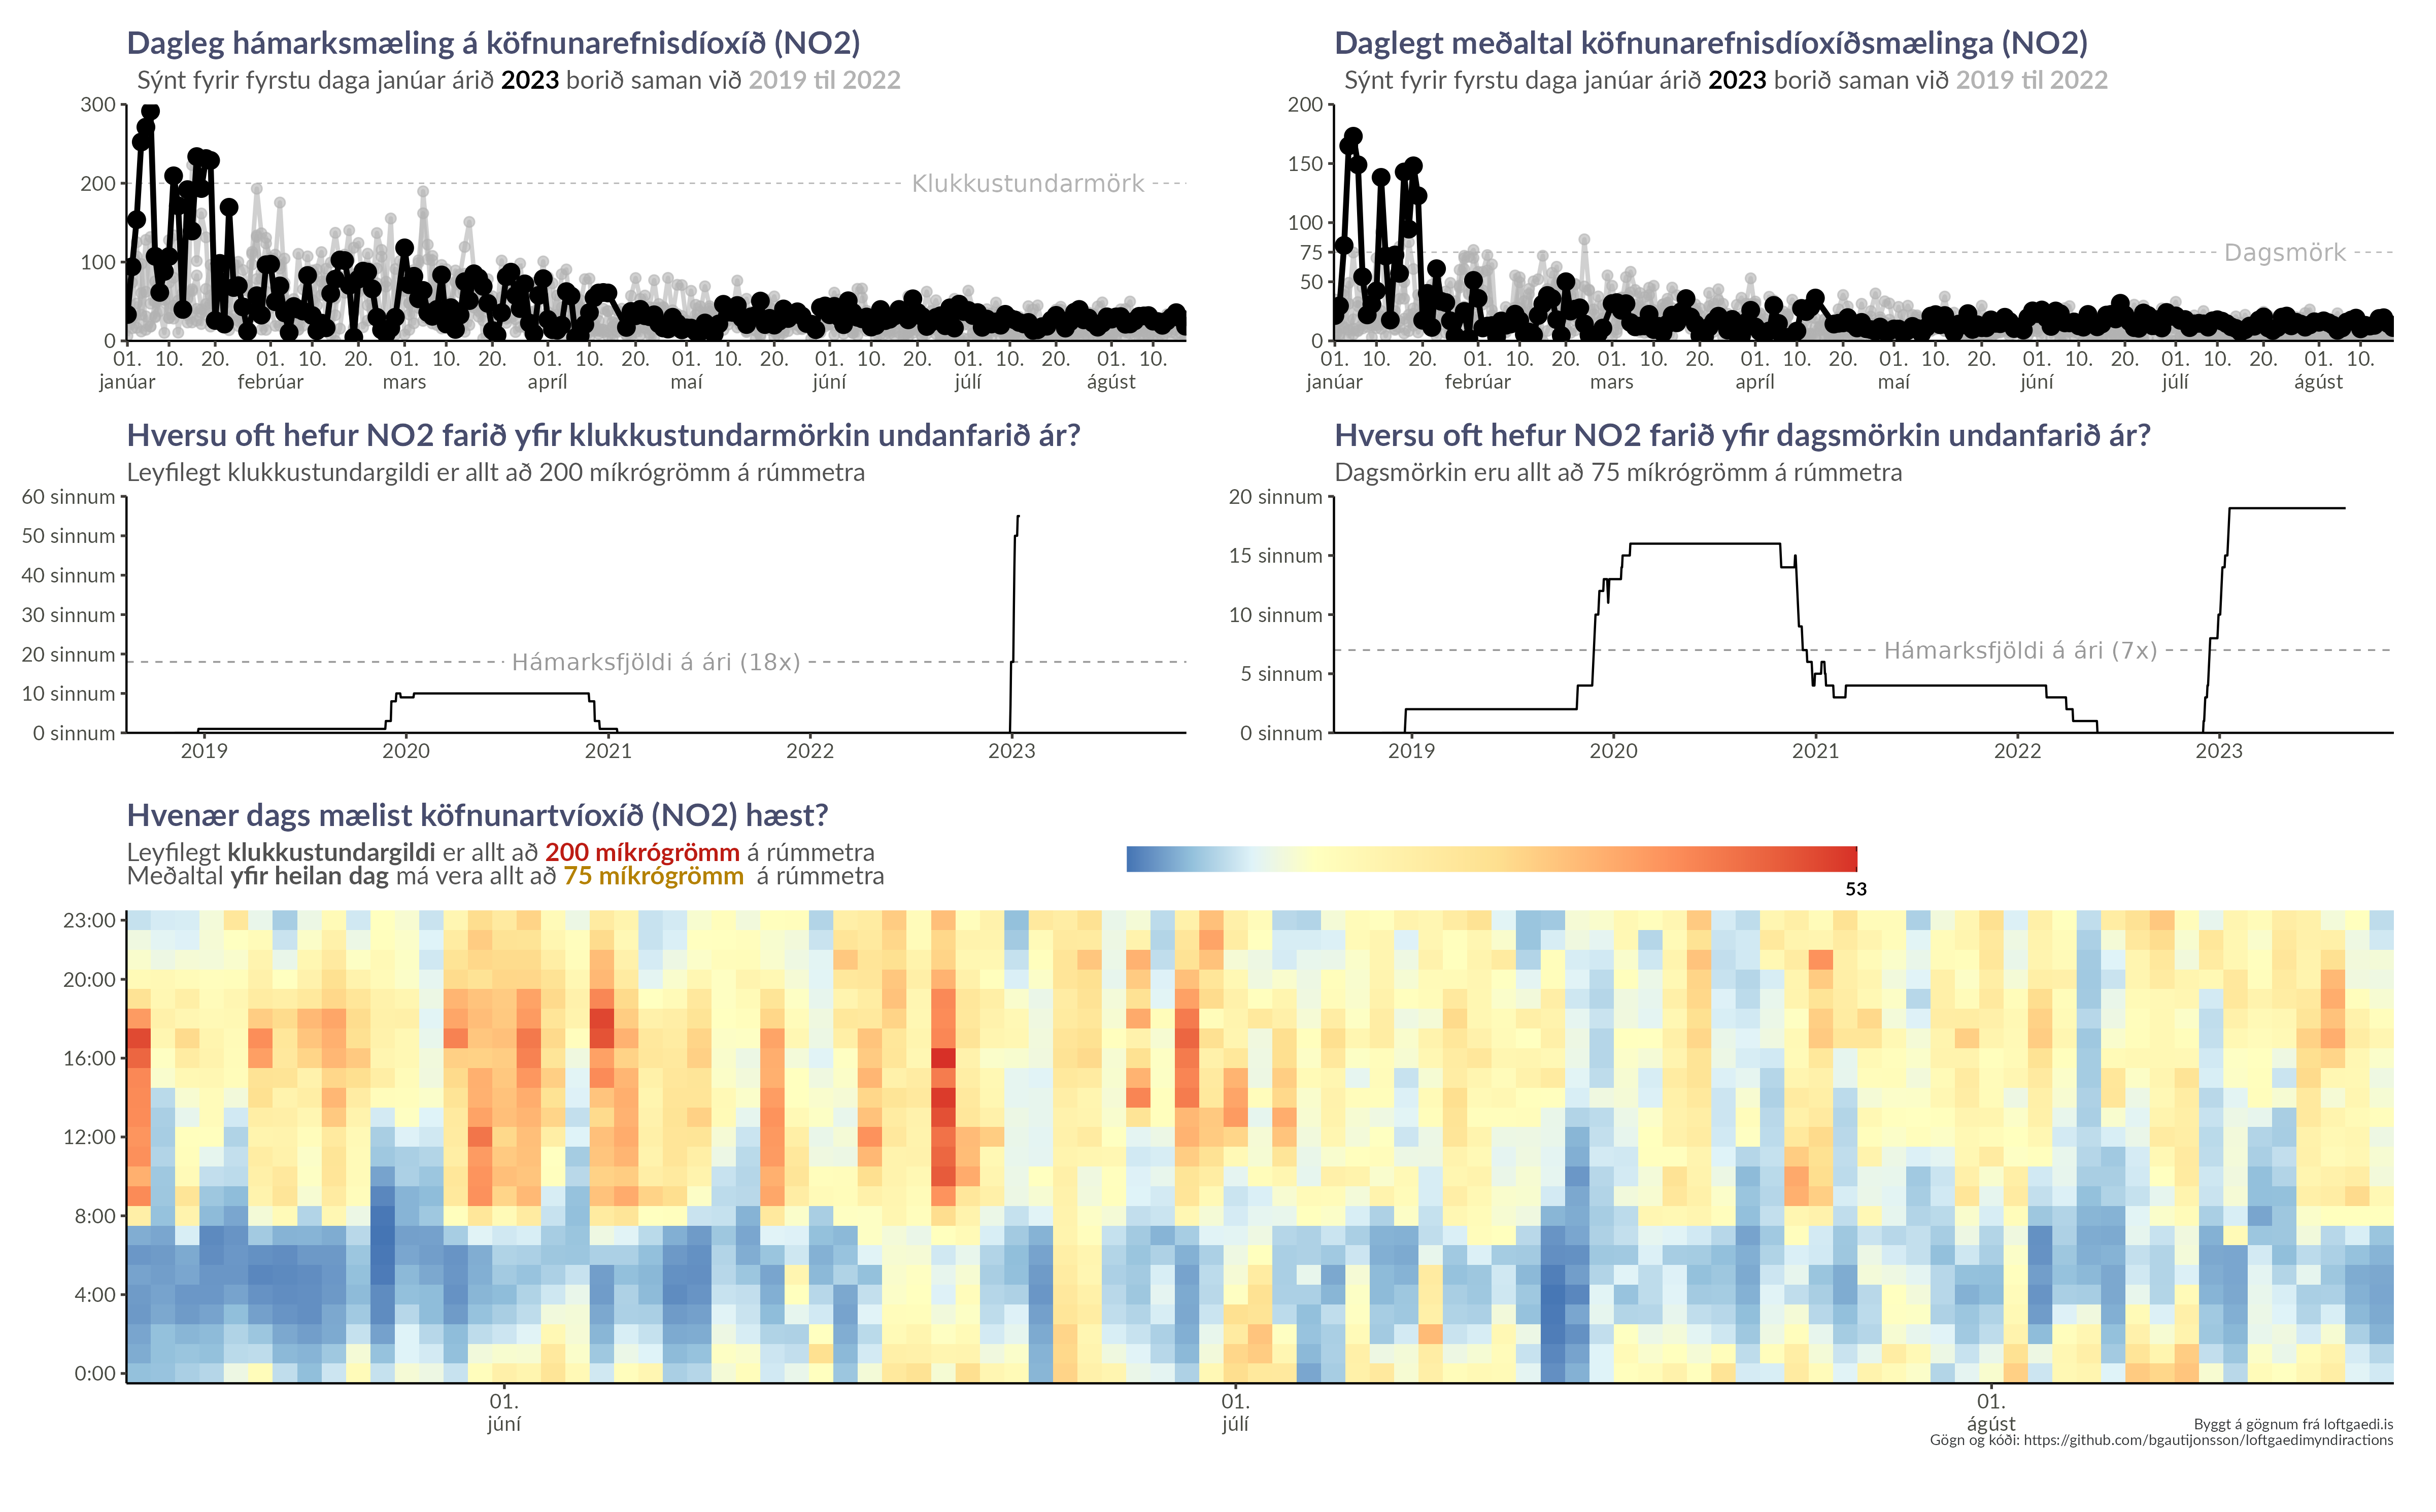 Dagleg hámarksmæling á köfnunarefnisdíoxíð (NO2)
Sýnt fyrir fyrstu daga janúar árið 2023 borið saman við 2019 til 2022
300
200
100
0
Klukkustundarmörk
01. 10. 20. 01. 10. 20. 01. 10. 20. 01. 10. 20. 01. 10. 20. 01. 10. 20. 01. 10. 20. 01. 10.
janúar febrúar mars apríl maí júní júlí ágúst
Daglegt meðaltal köfnunarefnisdíoxíðsmælinga (NO2)
Sýnt fyrir fyrstu daga janúar árið 2023 borið saman við 2019 til 2022
200
150
100
75
50
0
Dagsmörk
01. 10. 20. 01. 10. 20. 01. 10. 20. 01. 10. 20. 01. 10. 20. 01. 10. 20. 01. 10. 20. 01. 10.
janúar febrúar mars apríl maí júní júlí ágúst
Hversu oft hefur NO2 farið yfir klukkustundarmörkin undanfarið ár?
Leyfilegt klukkustundargildi er allt að 200 míkrógrömm á rúmmetra
60 sinnum
50 sinnum
40 sinnum
30 sinnum
20 sinnum
10 sinnum
0 sinnum
Hámarksfjöldi á ári (18x)
2019 2020 2021 2022 2023
Hversu oft hefur NO2 farið yfir dagsmörkin undanfarið ár?
Dagsmörkin eru allt að 75 míkrógrömm á rúmmetra
20 sinnum
15 sinnum
10 sinnum
5 sinnum
0 sinnum
Hámarksfjöldi á ári (7x)
2019 2020 2021 2022 2023
Hvenær dags mælist köfnunartvíoxíð (NO2) hæst?
Leyfilegt klukkustundargildi er allt að 200 míkrógrömm á rúmmetra
Meðaltal yfir heilan dag má vera allt að 75 míkrógrömm á rúmmetra
53
23:00
20:00
16:00
12:00
8:00
4:00
0:00
01. 01. 01.
júní júlí ágúst
Byggt á gögnum frá loftgaedi.is
Gögn og kóði: https://github.com/bgautijonsson/loftgaedimyndiractions